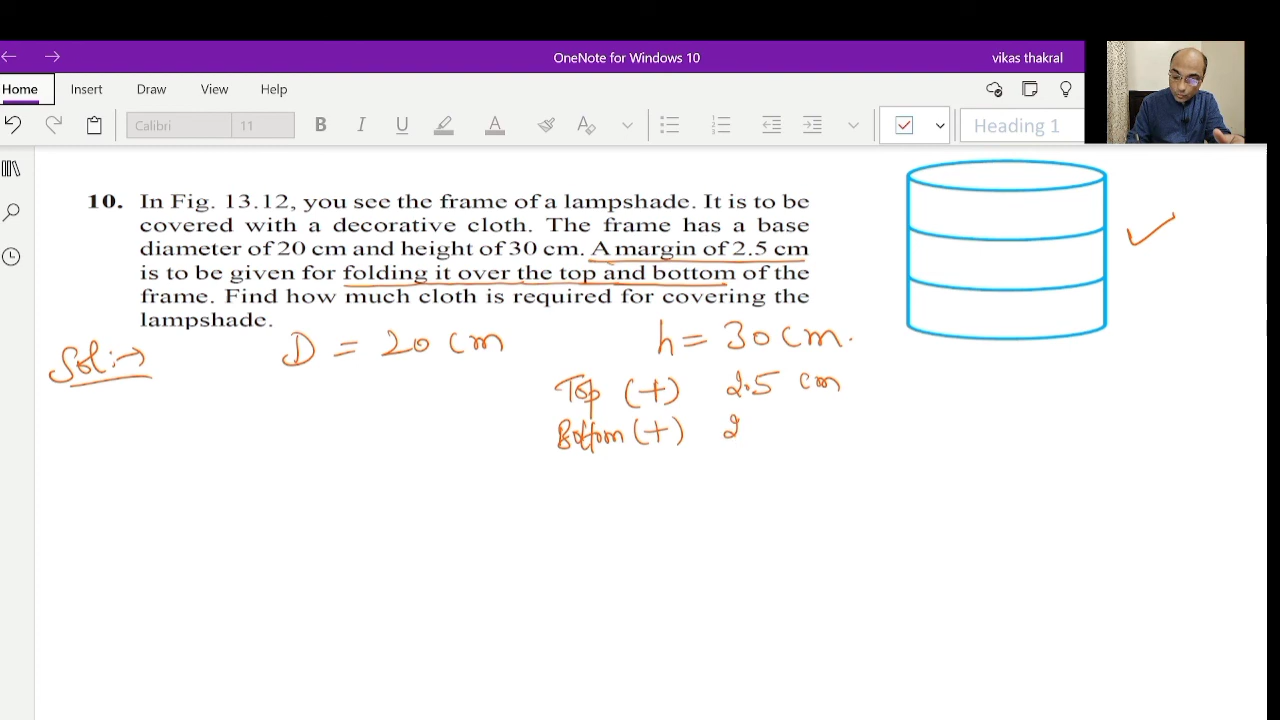 OneNote for Windows 10
vikas thakral
Home Insert Draw View Help
Calibri 11 B I U A A Heading 1
10. In Fig. 13.12, you see the frame of a lampshade. It is to be
covered with a decorative cloth. The frame has a base
diameter of 20 cm and height of 30 cm. A margin of 2.5 cm
is to be given for folding it over the top and bottom of the
frame. Find how much cloth is required for covering the
lampshade.
Sol:→ D = 20 cm h = 30 cm.
Top (+) 2.5 cm
Bottom (+) 2